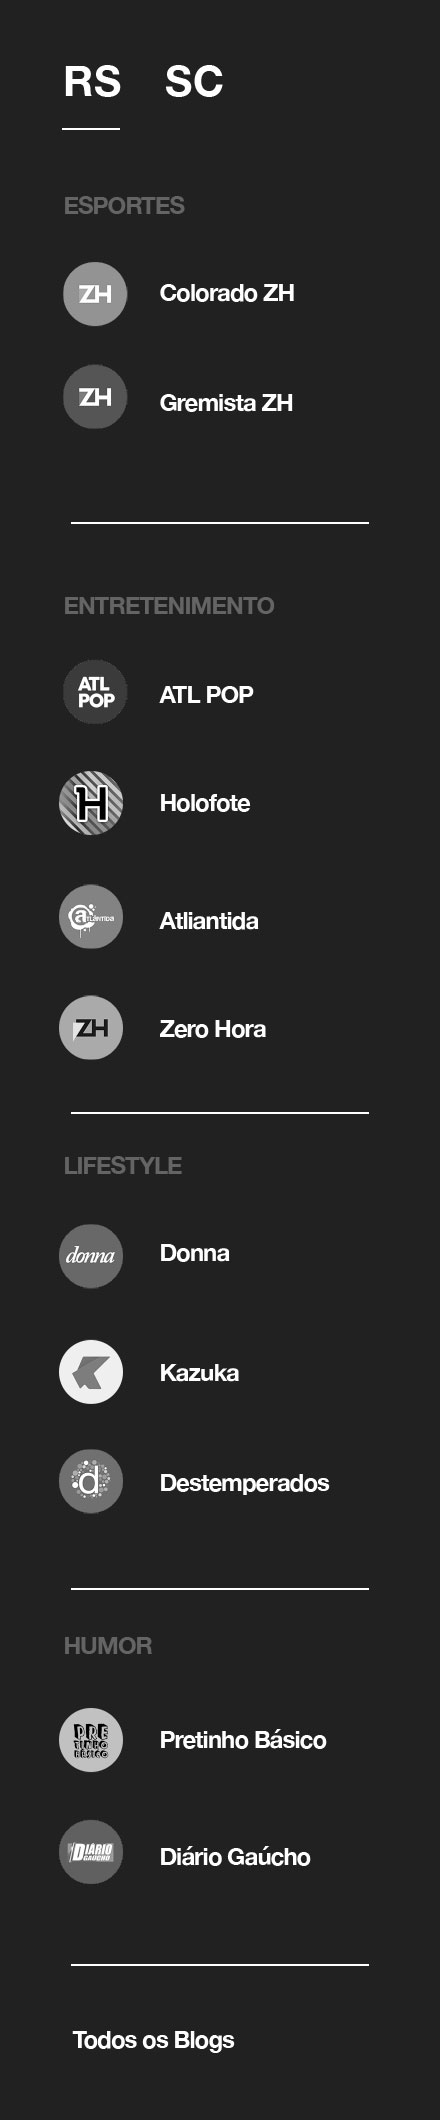 RS SC
ESPORTES
ZH Colorado ZH
ZH Gremista ZH
ENTRETENIMENTO
ATL
POP
ATL POP
H Holofote
atlântida Atliantida
ZH Zero Hora
LIFESTYLE
donna Donna
Kazuka
d Destemperados
HUMOR
PRE
TINHO
BÁSICO
Pretinho Básico
DIÁRIO
GAÚCHO
Diário Gaúcho
Todos os Blogs